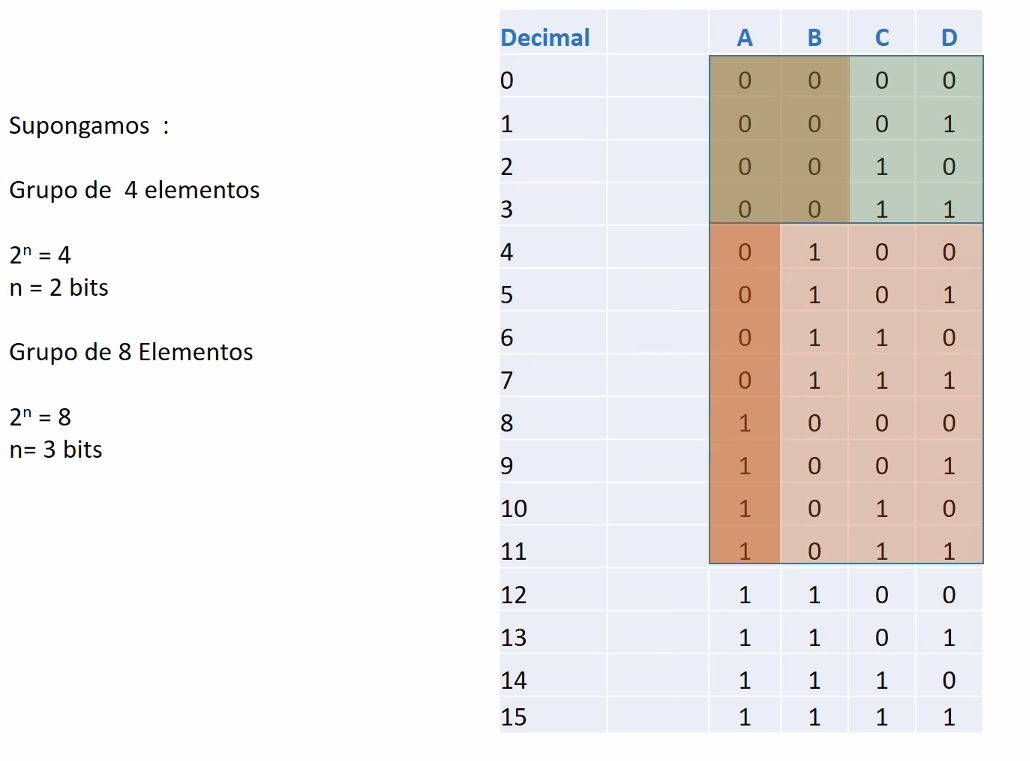 Supongamos :
Grupo de 4 elementos
2ⁿ = 4
n = 2 bits
Grupo de 8 Elementos
2ⁿ = 8
n= 3 bits
Decimal A B C D
0 0 0 0 0
1 0 0 0 1
2 0 0 1 0
3 0 0 1 1
4 0 1 0 0
5 0 1 0 1
6 0 1 1 0
7 0 1 1 1
8 1 0 0 0
9 1 0 0 1
10 1 0 1 0
11 1 0 1 1
12 1 1 0 0
13 1 1 0 1
14 1 1 1 0
15 1 1 1 1